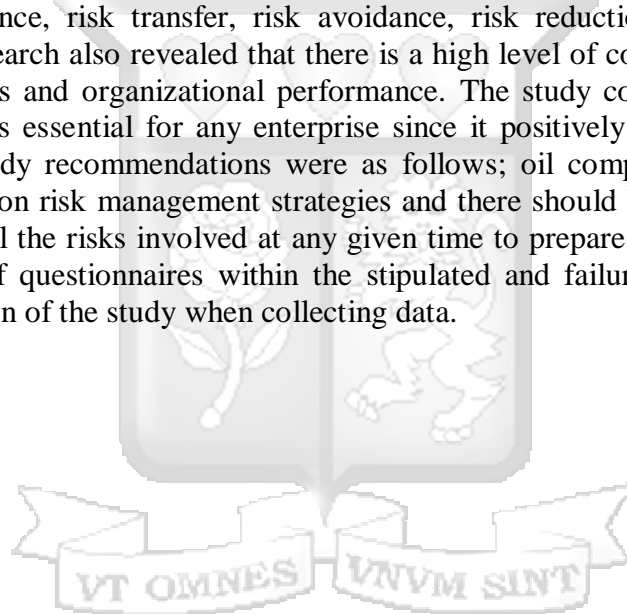 ance, risk transfer, risk avoidance, risk reducti
earch also revealed that there is a high level of co
s and organizational performance. The study co
s essential for any enterprise since it positively
dy recommendations were as follows; oil comp
on risk management strategies and there should
l the risks involved at any given time to prepare
f questionnaires within the stipulated and failur
n of the study when collecting data.
VT OMNES VNVM SINT